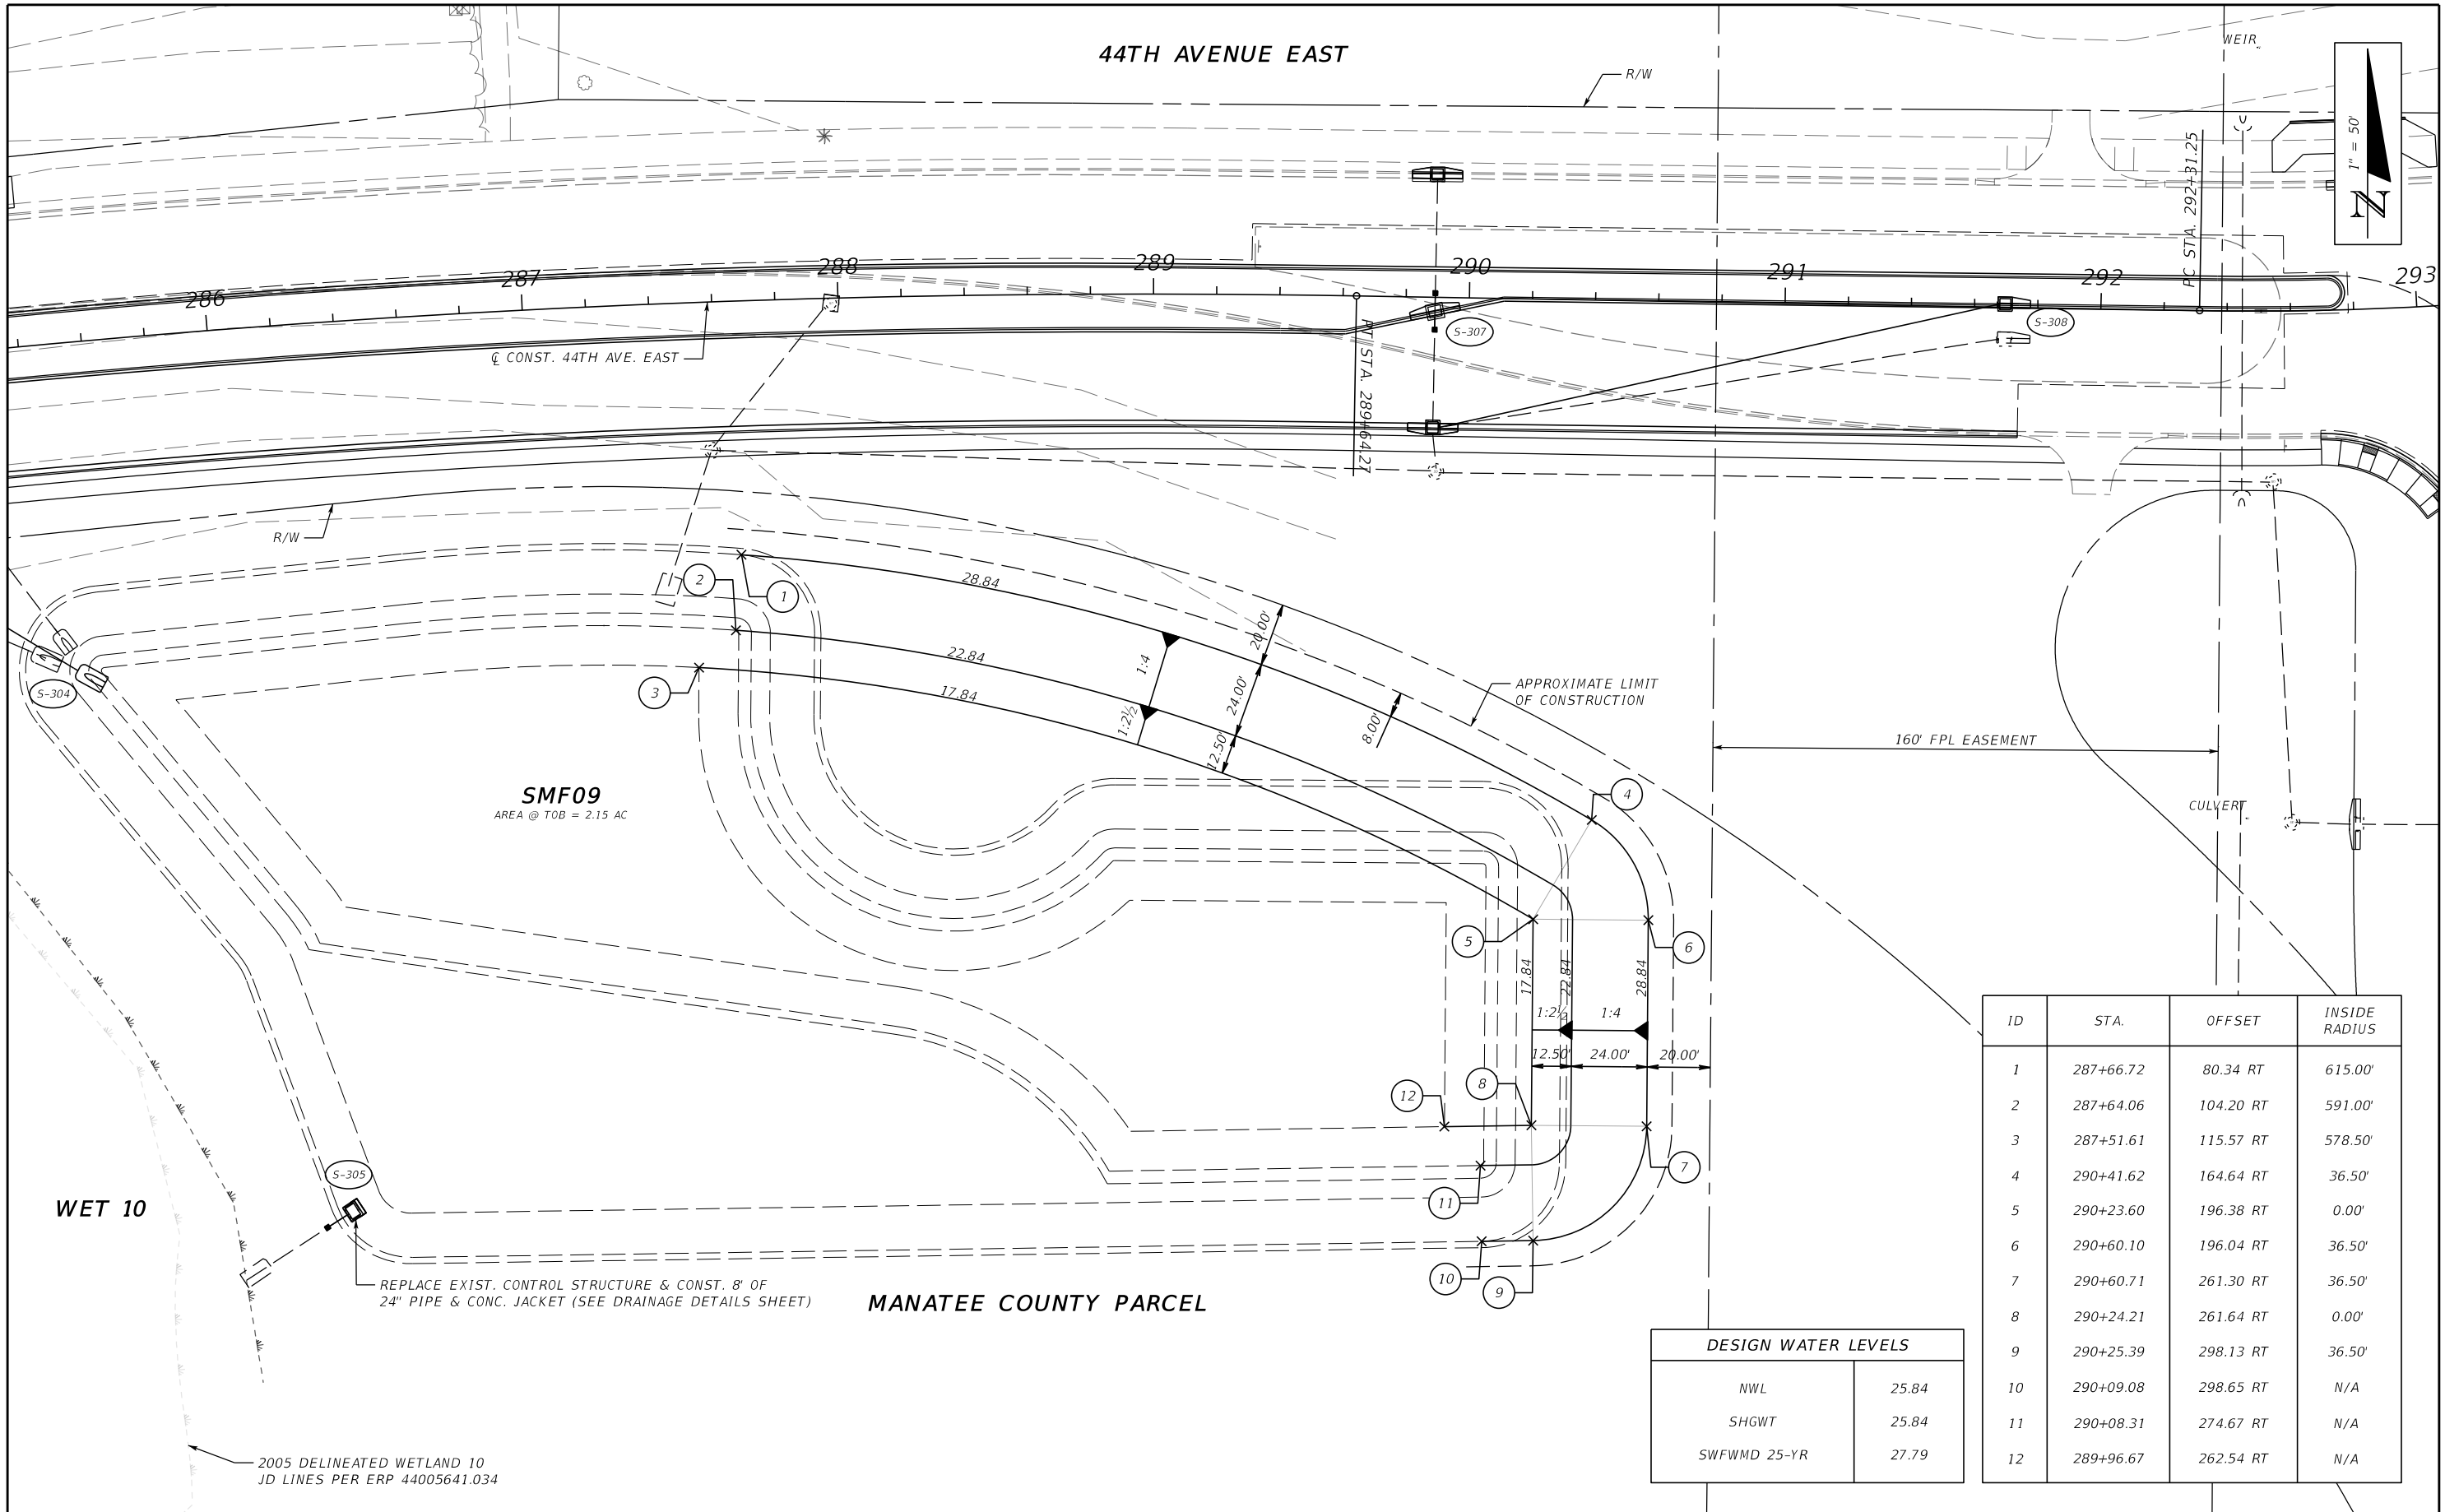 44TH AVENUE EAST
R/W
WEIR
1" = 50'
N
PC STA. 292+31.25
286
287
288
289
290
291
292
293
℄ CONST. 44TH AVE. EAST
S-307
S-308
PT STA. 289+64.27
R/W
2
1
28.84
20.00'
3
22.84
1:4
17.84
24.00'
1:2½
12.50'
8.00'
APPROXIMATE LIMIT
OF CONSTRUCTION
160' FPL EASEMENT
S-304
SMF09
AREA @ TOB = 2.15 AC
4
CULVERT
5
6
17.84
22.84
28.84
1:2½
1:4
12.50'
24.00'
20.00'
12
8
7
S-305
WET 10
11
10
9
REPLACE EXIST. CONTROL STRUCTURE & CONST. 8' OF
24" PIPE & CONC. JACKET (SEE DRAINAGE DETAILS SHEET)
MANATEE COUNTY PARCEL
2005 DELINEATED WETLAND 10
JD LINES PER ERP 44005641.034
DESIGN WATER LEVELS
NWL 25.84
SHGWT 25.84
SWFWMD 25-YR 27.79
ID STA. OFFSET INSIDE RADIUS
1 287+66.72 80.34 RT 615.00'
2 287+64.06 104.20 RT 591.00'
3 287+51.61 115.57 RT 578.50'
4 290+41.62 164.64 RT 36.50'
5 290+23.60 196.38 RT 0.00'
6 290+60.10 196.04 RT 36.50'
7 290+60.71 261.30 RT 36.50'
8 290+24.21 261.64 RT 0.00'
9 290+25.39 298.13 RT 36.50'
10 290+09.08 298.65 RT N/A
11 290+08.31 274.67 RT N/A
12 289+96.67 262.54 RT N/A